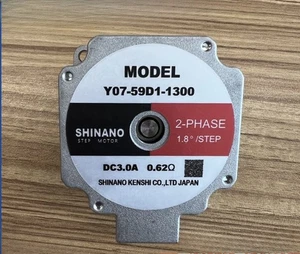 MODEL
Y07-59D1-1300
SHINANO
STEP MOTOR
2-PHASE
1.8°/STEP
DC3.0A 0.62Ω
SHINANO KENSHI CO.,LTD JAPAN